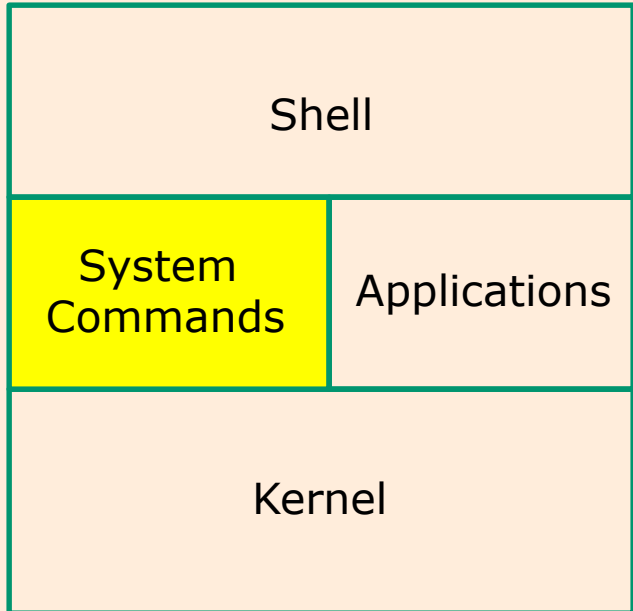 Shell
System
Commands
Applications
Kernel